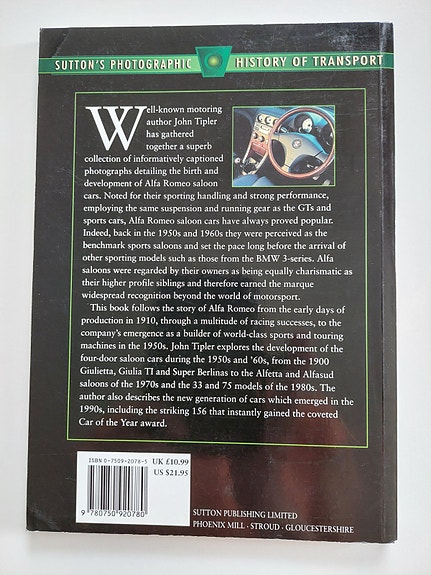 SUTTON'S PHOTOGRAPHIC HISTORY OF TRANSPORT
Well-known motoring
author John Tipler
has gathered
together a superb
collection of informatively captioned
photographs detailing the birth and
development of Alfa Romeo saloon
cars. Noted for their sporting handling and strong performance,
employing the same suspension and running gear as the GTs and
sports cars, Alfa Romeo saloon cars have always proved popular.
Indeed, back in the 1950s and 1960s they were perceived as the
benchmark sports saloons and set the pace long before the arrival of
other sporting models such as those from the BMW 3-series. Alfa
saloons were regarded by their owners as being equally charismatic as
their higher profile siblings and therefore earned the marque
widespread recognition beyond the world of motorsport.
This book follows the story of Alfa Romeo from the early days of
production in 1910, through a multitude of racing successes, to the
company's emergence as a builder of world-class sports and touring
machines in the 1950s. John Tipler explores the development of the
four-door saloon cars during the 1950s and '60s, from the 1900
Giulietta, Giulia TI and Super Berlinas to the Alfetta and Alfasud
saloons of the 1970s and the 33 and 75 models of the 1980s. The
author also describes the new generation of cars which emerged in the
1990s, including the striking 156 that instantly gained the coveted
Car of the Year award.
ISBN 0-7509-2078-5
UK £10.99
US $21.95
9 780750 920780
SUTTON PUBLISHING LIMITED
PHOENIX MILL · STROUD · GLOUCESTERSHIRE